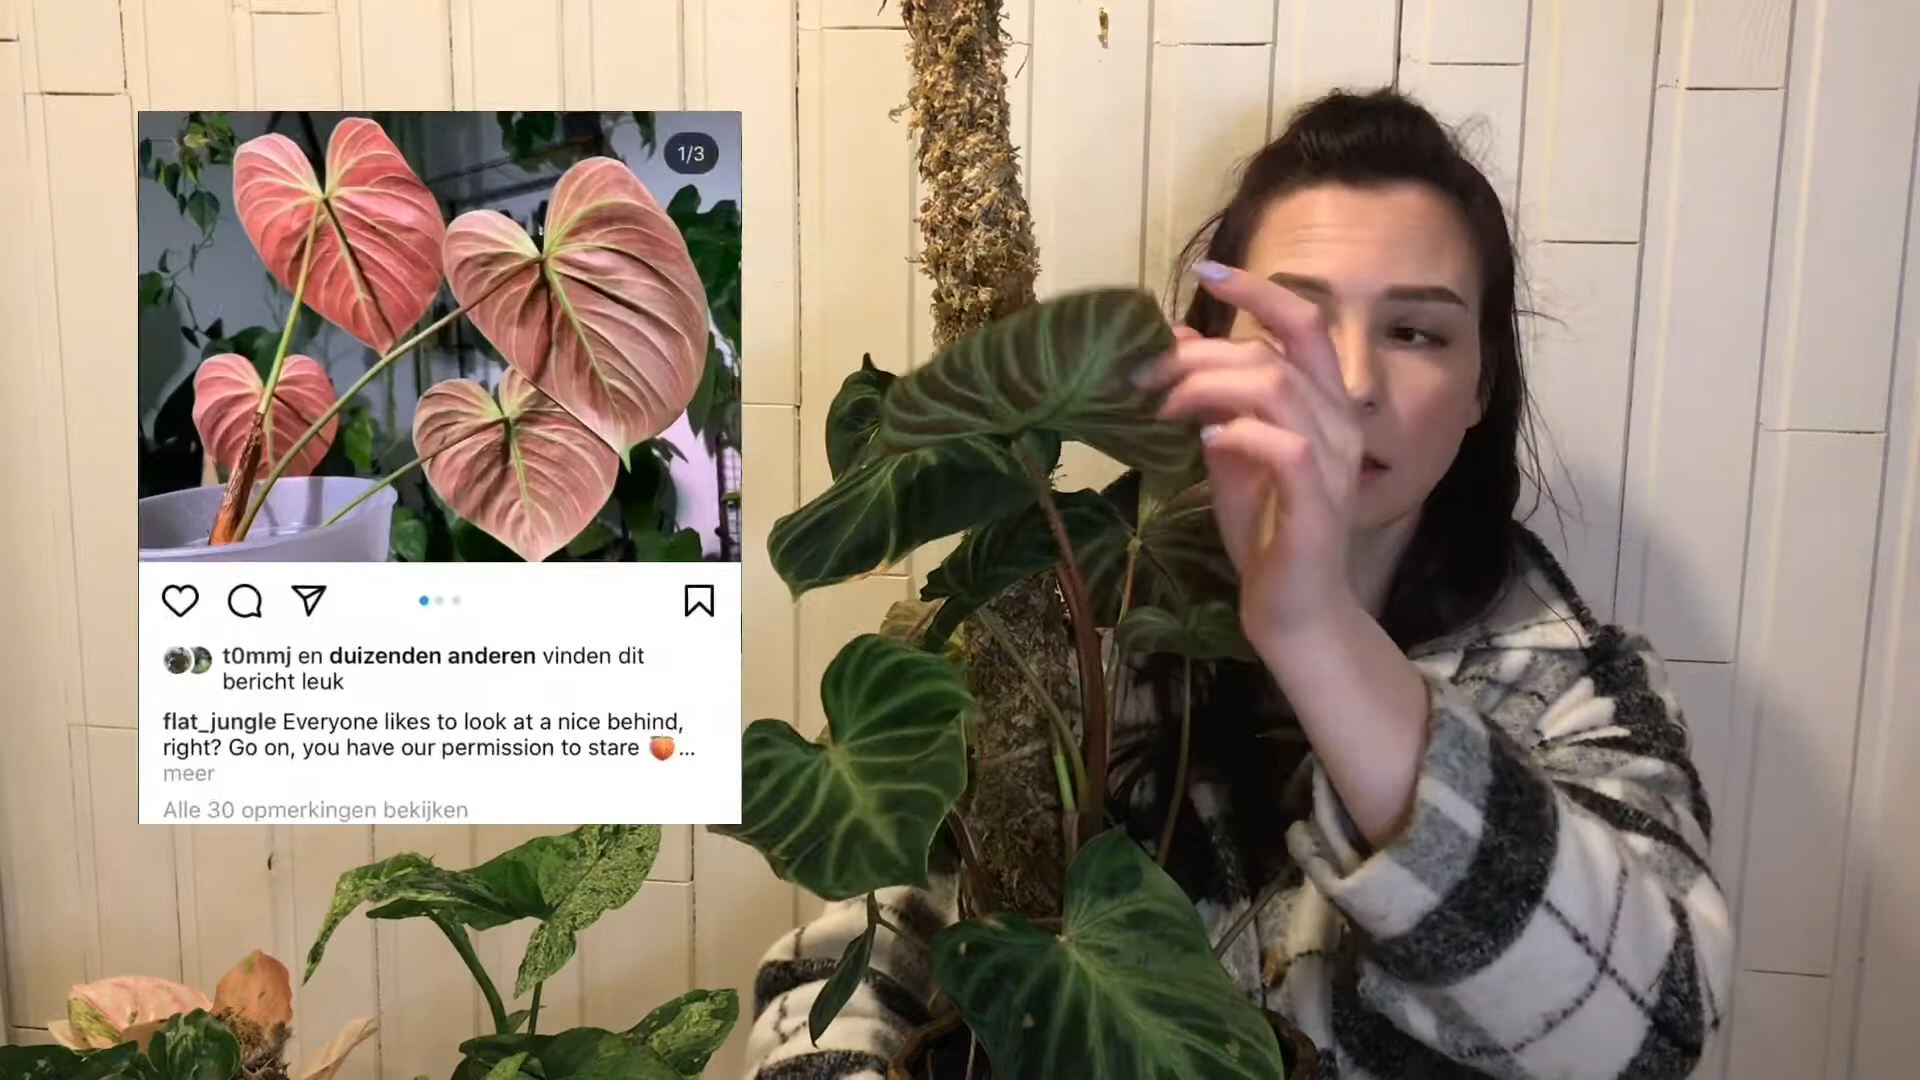 1/3
t0mmj en duizenden anderen vinden dit
bericht leuk
flat_jungle Everyone likes to look at a nice behind,
right? Go on, you have our permission to stare 🍑...
meer
Alle 30 opmerkingen bekijken